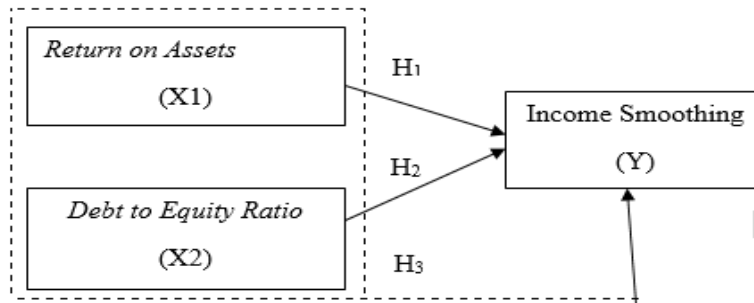 Return on Assets
(X1)
H₁
Income Smoothing
(Y)
H₂
Debt to Equity Ratio
(X2)
H₃